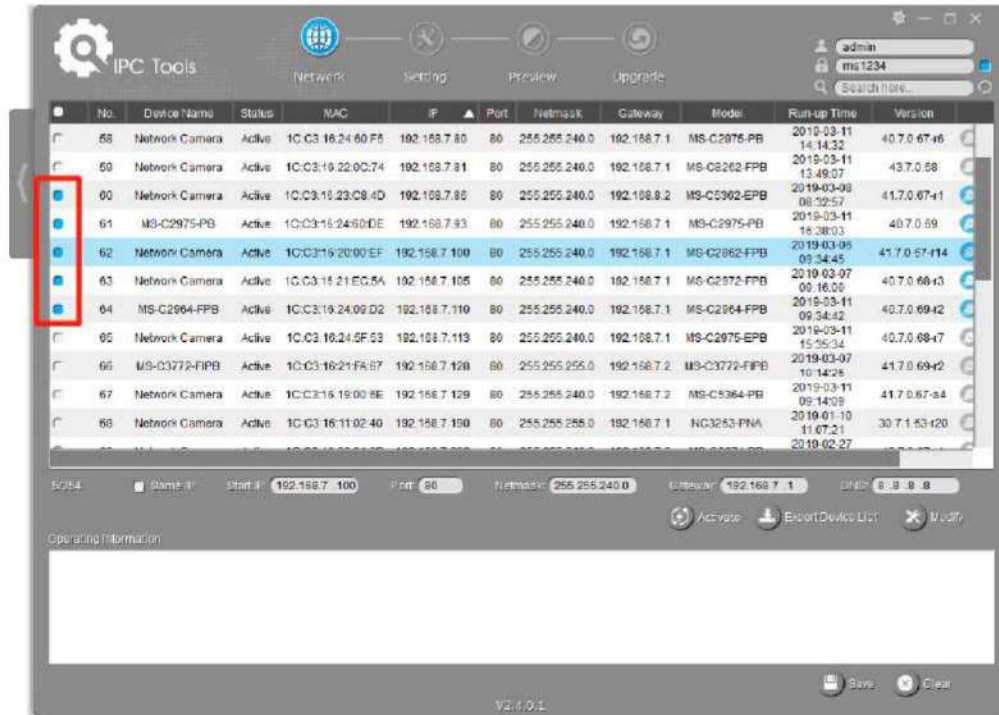 IPC Tools
Network Setting Preview Upgrade
admin
ms1234
Search here...
No. Device Name Status MAC IP Port Netmask Gateway Model Run-up Time Version
58 Network Camera Active 1C:C3:16:24:60:F6 192.168.7.80 80 255.255.240.0 192.168.7.1 MS-C2975-PB 2019-03-11 14:14:32 40.7.0.67-r6
59 Network Camera Active 1C:C3:16:22:0C:74 192.168.7.81 80 255.255.240.0 192.168.7.1 MS-C8262-FPB 2019-03-11 13:49:07 43.7.0.68
60 Network Camera Active 1C:C3:16:23:C8:4D 192.168.7.86 80 255.255.240.0 192.168.8.2 MS-C5362-EPB 2019-03-08 08:32:57 41.7.0.67-r1
61 MS-C2975-PB Active 1C:C3:16:24:60:DE 192.168.7.93 80 255.255.240.0 192.168.7.1 MS-C2975-PB 2019-03-11 16:38:03 40.7.0.69
62 Network Camera Active 1C:C3:16:20:00:EF 192.168.7.100 80 255.255.240.0 192.168.7.1 MS-C2862-FPB 2019-03-06 09:34:45 41.7.0.67-r14
63 Network Camera Active 1C:C3:16:21:EC:5A 192.168.7.105 80 255.255.240.0 192.168.7.1 MS-C2972-FPB 2019-03-07 09:16:00 40.7.0.68-r3
64 MS-C2964-FPB Active 1C:C3:16:24:09:D2 192.168.7.110 80 255.255.240.0 192.168.7.1 MS-C2964-FPB 2019-03-11 09:34:42 40.7.0.69-r2
65 Network Camera Active 1C:C3:16:24:5F:53 192.168.7.113 80 255.255.240.0 192.168.7.1 MS-C2975-EPB 2019-03-11 15:35:34 40.7.0.68-r7
66 MS-C3772-FIPB Active 1C:C3:16:21:FA:67 192.168.7.128 80 255.255.255.0 192.168.7.2 MS-C3772-FIPB 2019-03-07 10:14:26 41.7.0.69-r2
67 Network Camera Active 1C:C3:16:19:00:6E 192.168.7.129 80 255.255.240.0 192.168.7.2 MS-C5364-PB 2019-03-11 09:14:09 41.7.0.67-a4
68 Network Camera Active 1C:C3:16:11:02:40 192.168.7.190 80 255.255.255.0 192.168.7.1 NC3263-PNA 2019-01-10 11:07:21 30.7.1.63-t20
2019-02-27
5/254 Same IP Start IP: 192.168.7 .100 Port: 80 Netmask: 255.255.240.0 Gateway: 192.168.7 .1 DNS: 8 .8 .8 .8
Activate Export Device List Modify
Operating Information
Save Clear
V2.4.0.1